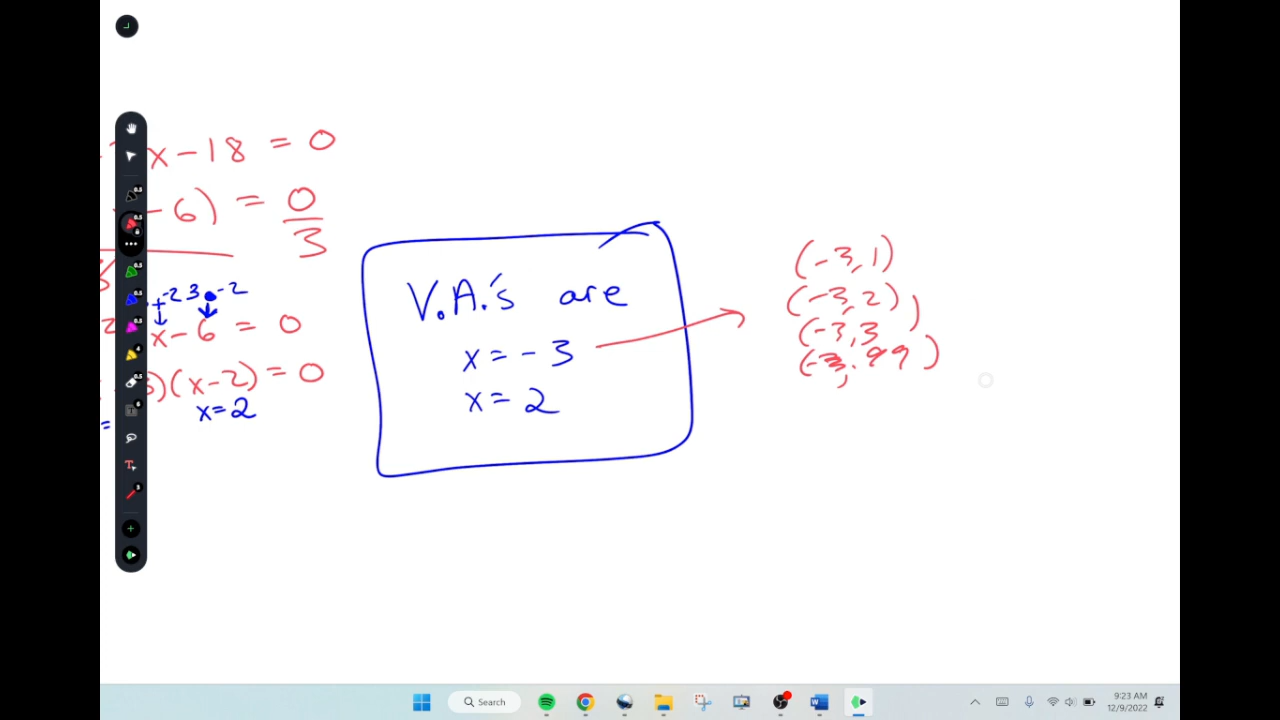 x-18 = 0
-6) = 0/3
+-2 3 • -2
x-6 = 0
)(x-2) = 0
x=2
V.A.'s are
x = -3
x = 2
(-3,1)
(-3,2)
(-3,3)
(-3,99)
Search
9:23 AM
12/9/2022